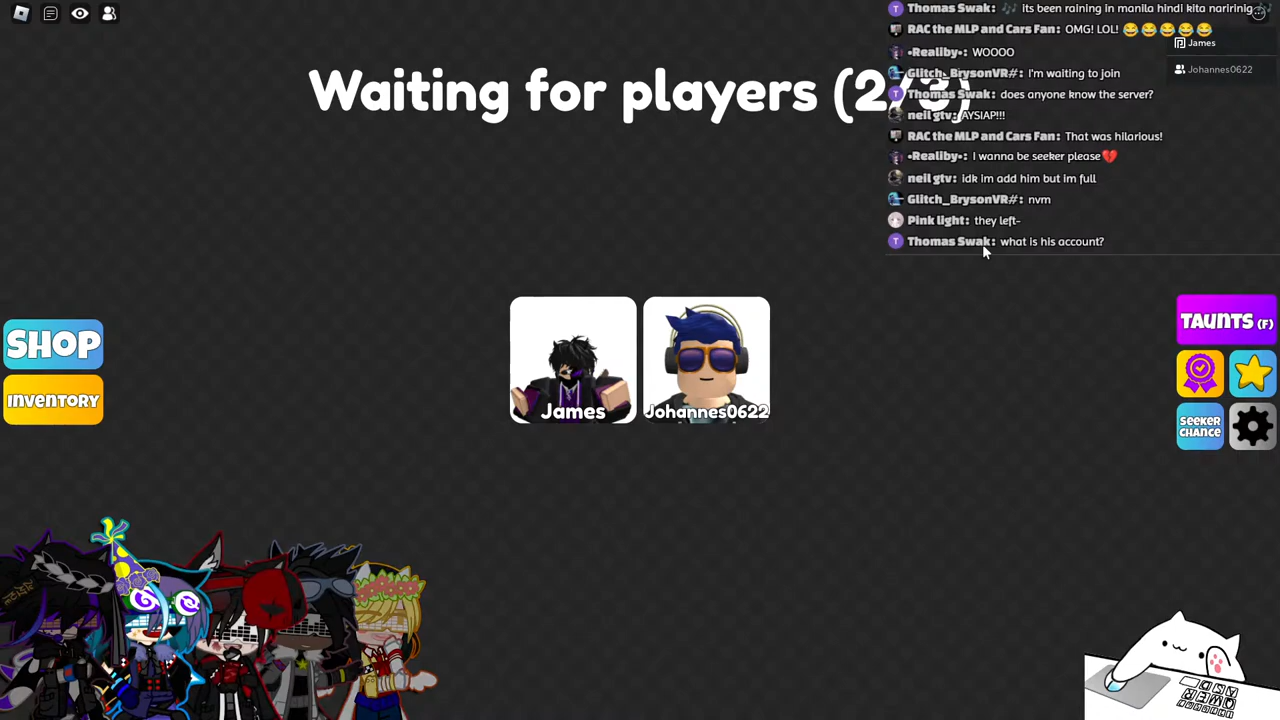 Thomas Swak: 🎶 its been raining in manila hindi kita naririnig 🎶
RAC the MLP and Cars Fan: OMG! LOL! 😂😂😂😂😂
James
•Realiby•: WOOOO
Johannes0622
Glitch_BrysonVR#: I'm waiting to join
Waiting for players (2/3)
Thomas Swak: does anyone know the server?
neil gtv: AYSIAP!!!
RAC the MLP and Cars Fan: That was hilarious!
•Realiby•: I wanna be seeker please💔
neil gtv: idk im add him but im full
Glitch_BrysonVR#: nvm
Pink light: they left-
Thomas Swak: what is his account?
SHOP
INVENTORY
James
Johannes0622
TAUNTS (F)
SEEKER
CHANCE